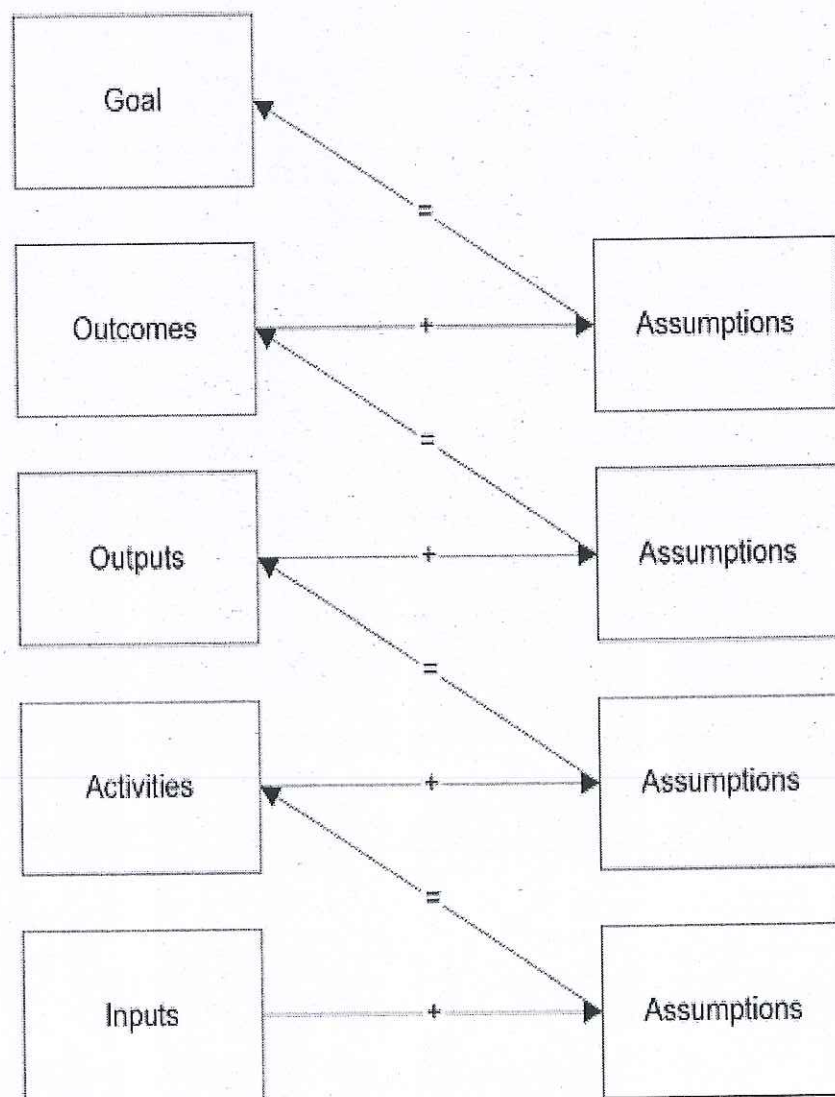 Goal
=
Outcomes + Assumptions
=
Outputs + Assumptions
=
Activities + Assumptions
=
Inputs + Assumptions